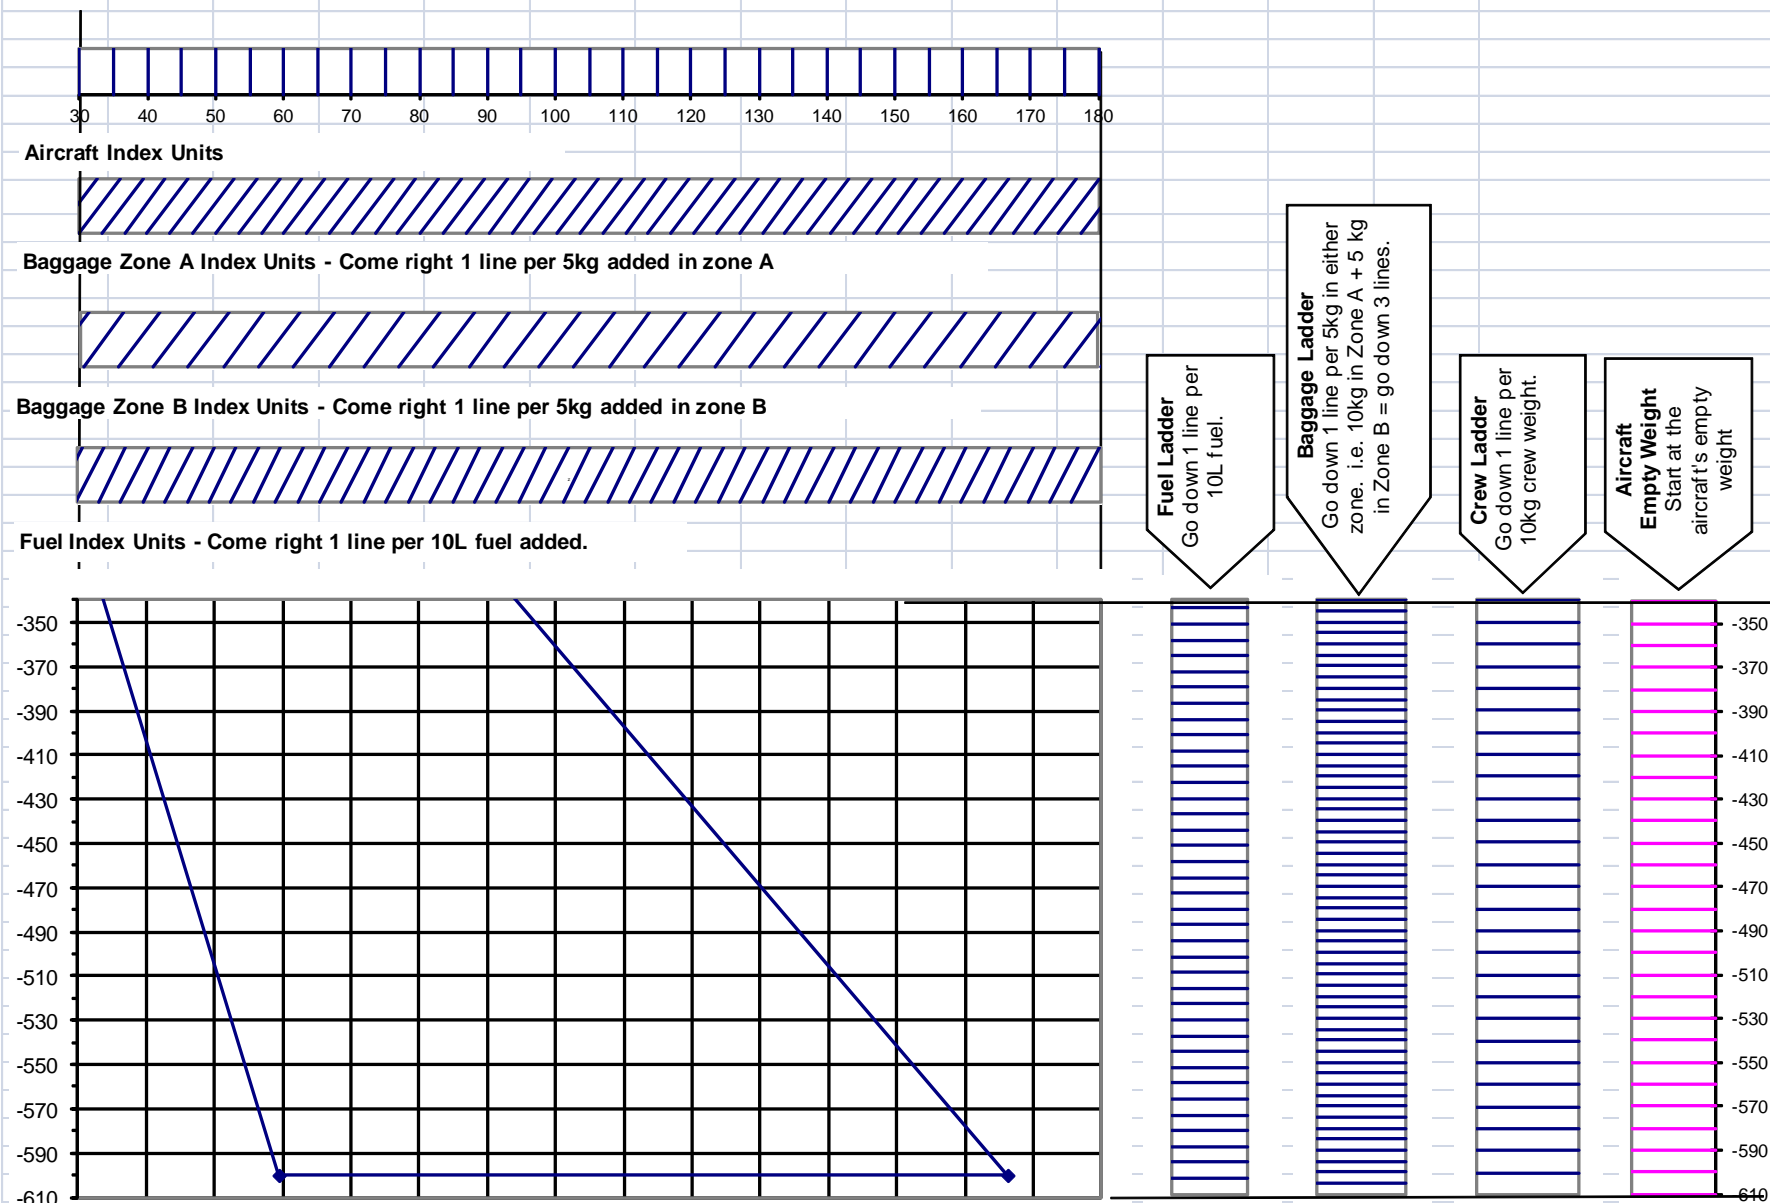 30 40 50 60 70 80 90 100 110 120 130 140 150 160 170 180
Aircraft Index Units
Baggage Zone A Index Units - Come right 1 line per 5kg added in zone A
Baggage Zone B Index Units - Come right 1 line per 5kg added in zone B
Fuel Index Units - Come right 1 line per 10L fuel added.
Fuel Ladder
Go down 1 line per
10L fuel.
Baggage Ladder
Go down 1 line per 5kg in either
zone. i.e. 10kg in Zone A + 5 kg
in Zone B = go down 3 lines.
Crew Ladder
Go down 1 line per
10kg crew weight.
Aircraft
Empty Weight
Start at the
aircraft's empty
weight
-350
-370
-390
-410
-430
-450
-470
-490
-510
-530
-550
-570
-590
-610
-350
-370
-390
-410
-430
-450
-470
-490
-510
-530
-550
-570
-590
-610